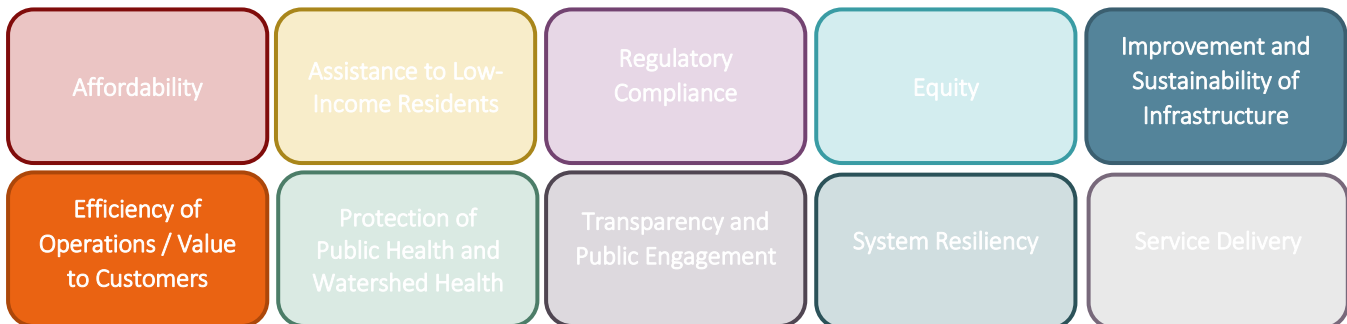 Affordability
Assistance to Low-
Income Residents
Regulatory
Compliance
Equity
Improvement and
Sustainability of
Infrastructure
Efficiency of
Operations / Value
to Customers
Protection of
Public Health and
Watershed Health
Transparency and
Public Engagement
System Resiliency
Service Delivery